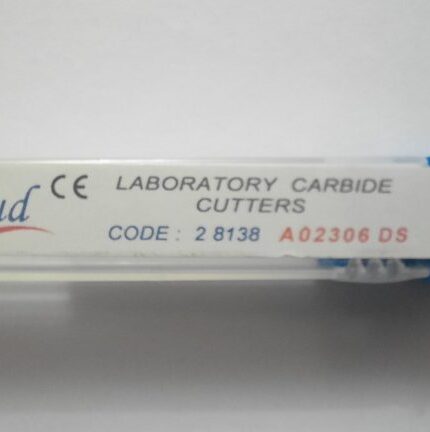 CE LABORATORY CARBIDE
CUTTERS
CODE : 2 8138 A02306 DS